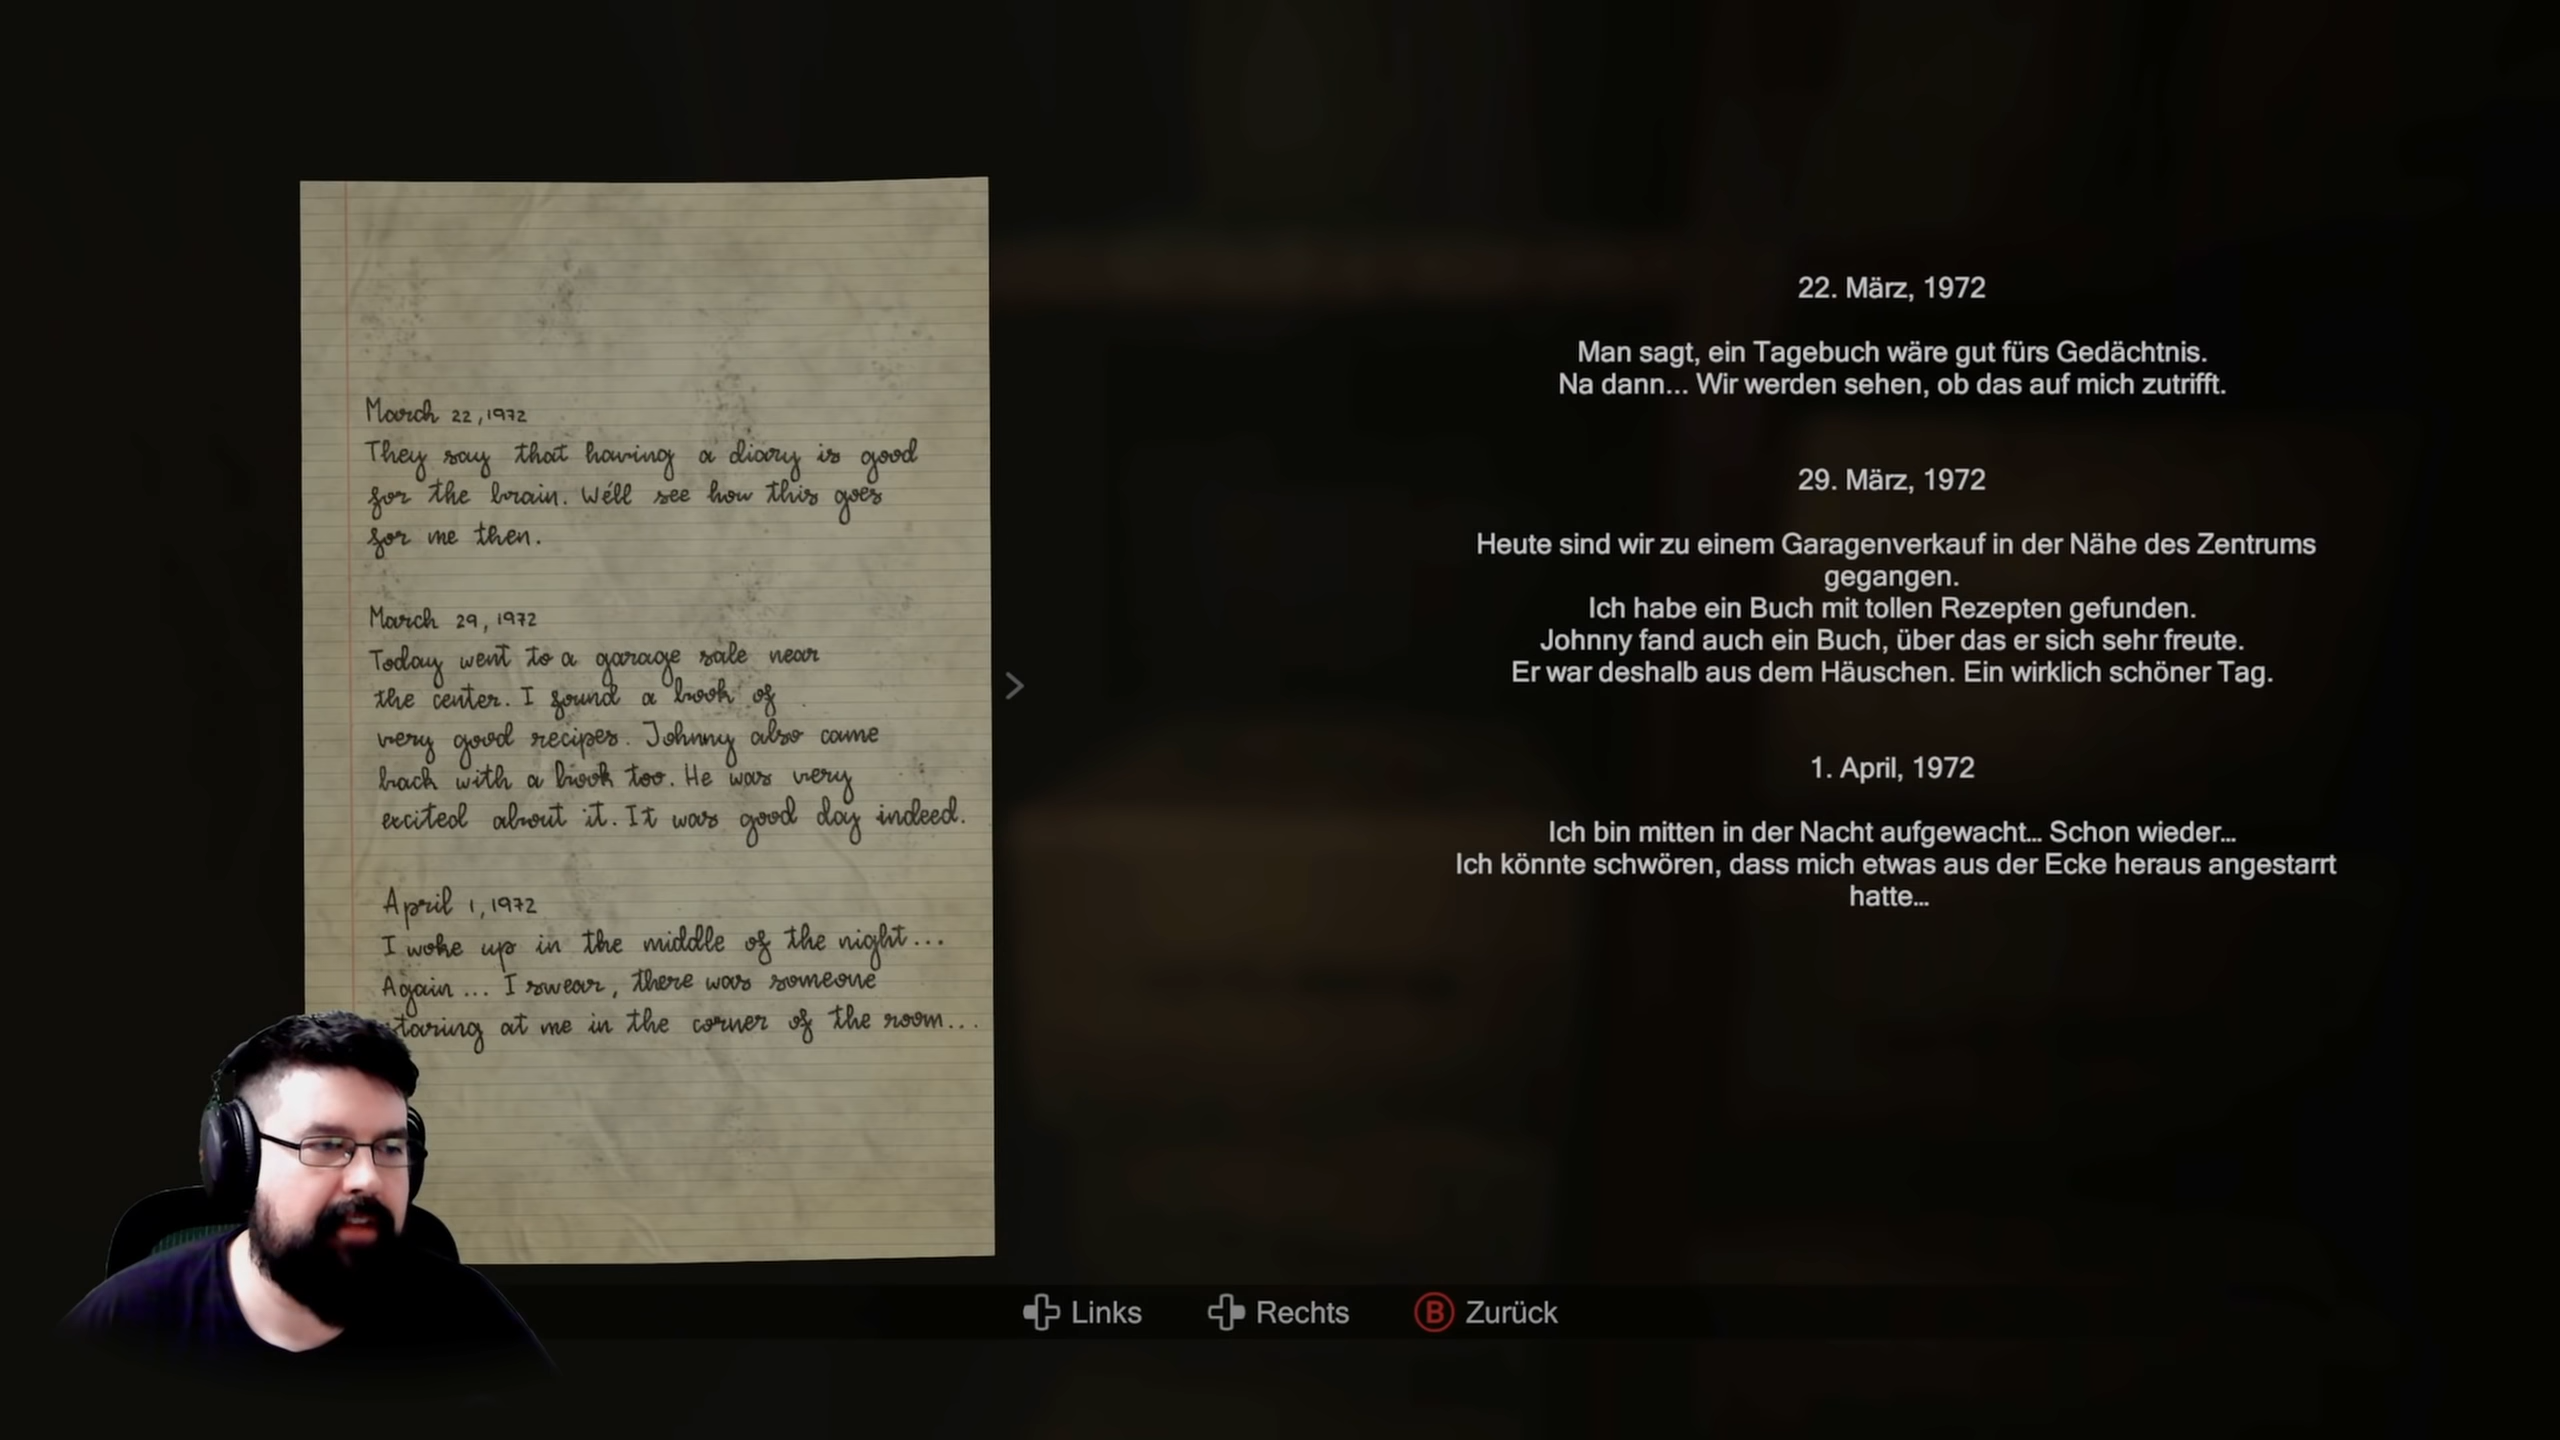 March 22, 1972
They say that having a diary is good
for the brain. We'll see how this goes
for me then.
March 29, 1972
Today went to a garage sale near
the center. I found a book of
very good recipes. Johnny also came
back with a book too. He was very
excited about it. It was good day indeed.
April 1, 1972
I woke up in the middle of the night...
Again... I swear, there was someone
staring at me in the corner of the room...
22. März, 1972
Man sagt, ein Tagebuch wäre gut fürs Gedächtnis.
Na dann... Wir werden sehen, ob das auf mich zutrifft.
29. März, 1972
Heute sind wir zu einem Garagenverkauf in der Nähe des Zentrums
gegangen.
Ich habe ein Buch mit tollen Rezepten gefunden.
Johnny fand auch ein Buch, über das er sich sehr freute.
Er war deshalb aus dem Häuschen. Ein wirklich schöner Tag.
1. April, 1972
Ich bin mitten in der Nacht aufgewacht... Schon wieder...
Ich könnte schwören, dass mich etwas aus der Ecke heraus angestarrt
hatte...
Links Rechts B Zurück